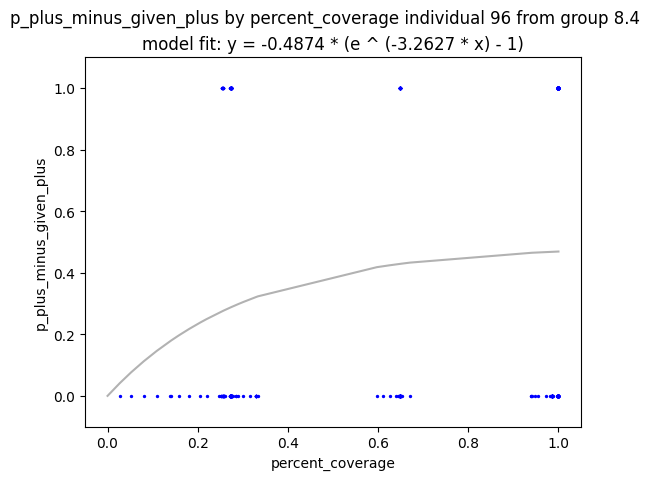 p_plus_minus_given_plus by percent_coverage individual 96 from group 8.4
model fit: y = -0.4874 * (e ^ (-3.2627 * x) - 1)
1.0
0.8
0.6
0.4
0.2
0.0
p_plus_minus_given_plus
0.0 0.2 0.4 0.6 0.8 1.0
percent_coverage